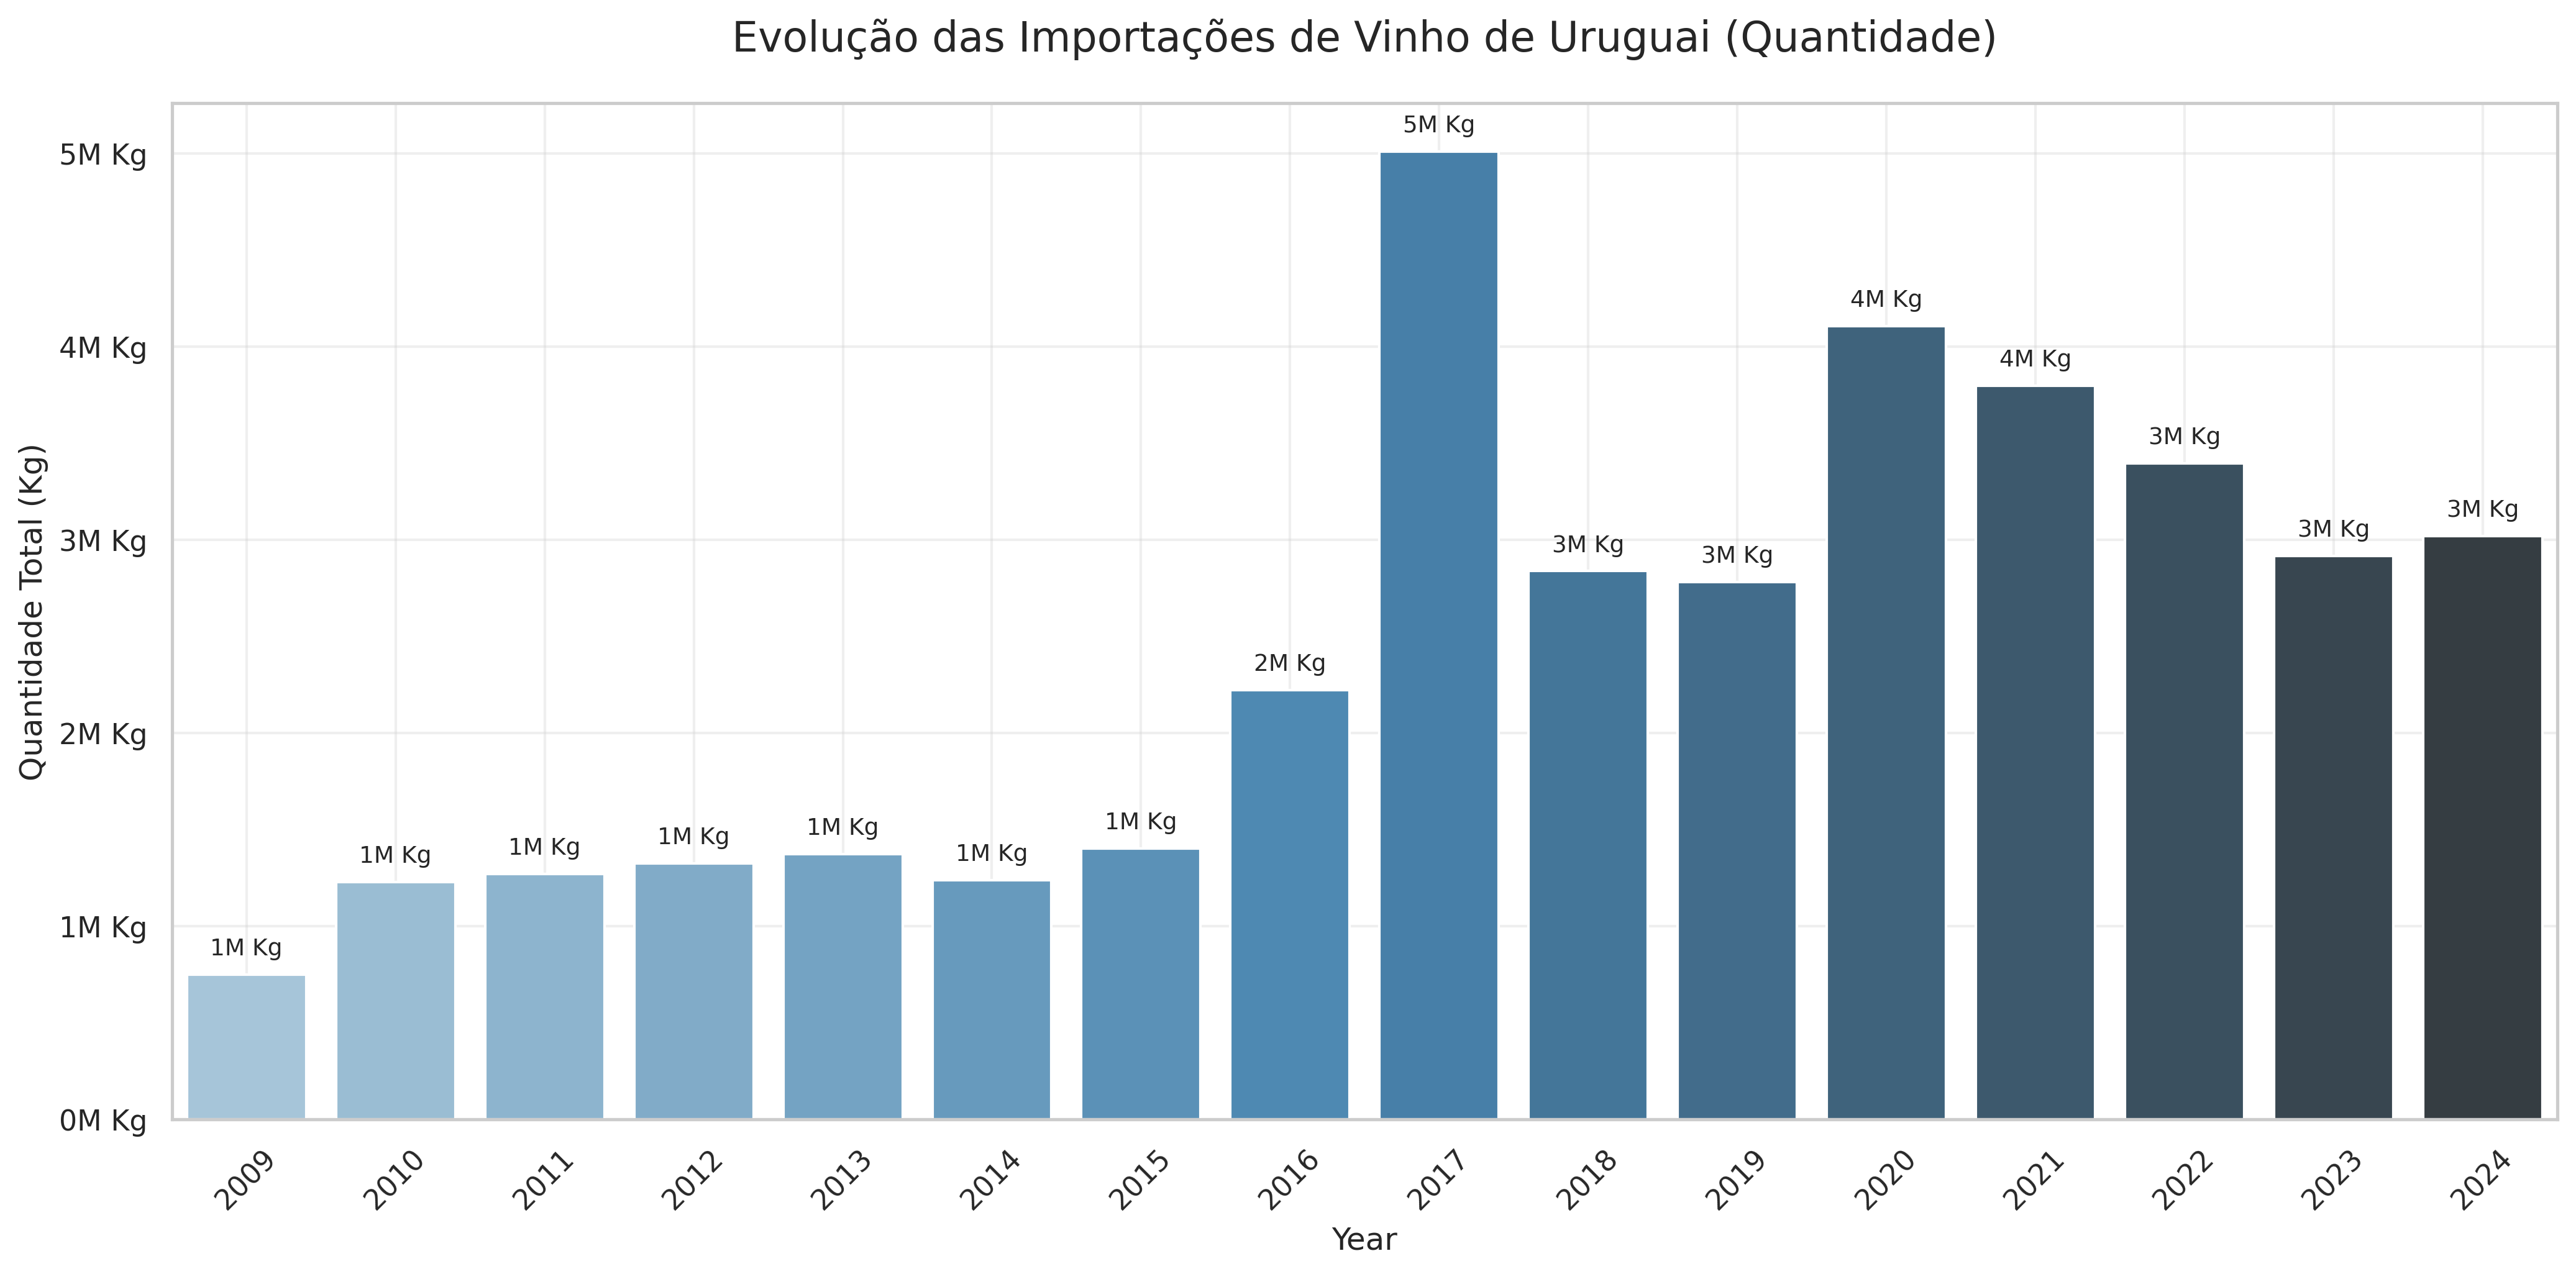 Evolução das Importações de Vinho de Uruguai (Quantidade)
Quantidade Total (Kg)
5M Kg
4M Kg
3M Kg
2M Kg
1M Kg
0M Kg
1M Kg
1M Kg
1M Kg
1M Kg
1M Kg
1M Kg
1M Kg
2M Kg
5M Kg
3M Kg
3M Kg
4M Kg
4M Kg
3M Kg
3M Kg
3M Kg
2009
2010
2011
2012
2013
2014
2015
2016
2017
2018
2019
2020
2021
2022
2023
2024
Year